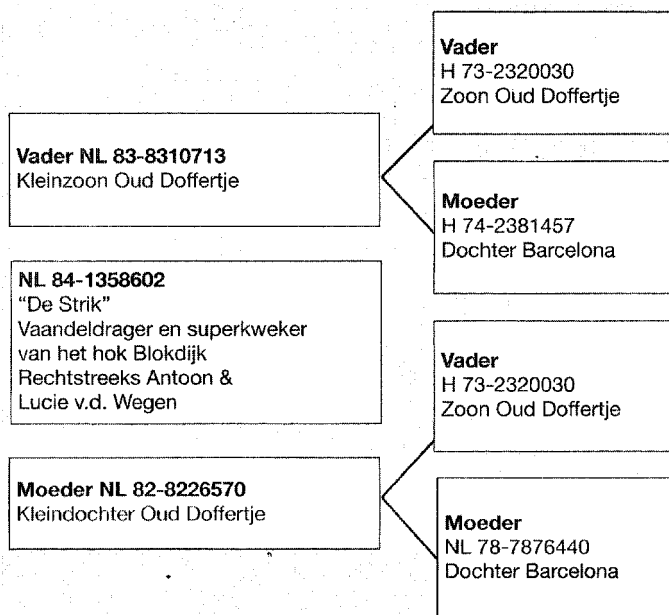 Vader
H 73-2320030
Zoon Oud Doffertje
Vader NL 83-8310713
Kleinzoon Oud Doffertje
Moeder
H 74-2381457
Dochter Barcelona
NL 84-1358602
“De Strik”
Vaandeldrager en superkweker
van het hok Blokdijk
Rechtstreeks Antoon &
Lucie v.d. Wegen
Vader
H 73-2320030
Zoon Oud Doffertje
Moeder NL 82-8226570
Kleindochter Oud Doffertje
Moeder
NL 78-7876440
Dochter Barcelona